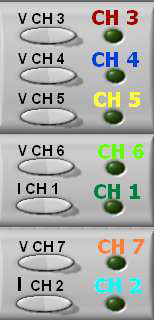 V CH 3 CH 3
V CH 4 CH 4
V CH 5 CH 5
V CH 6 CH 6
I CH 1 CH 1
V CH 7 CH 7
I CH 2 CH 2